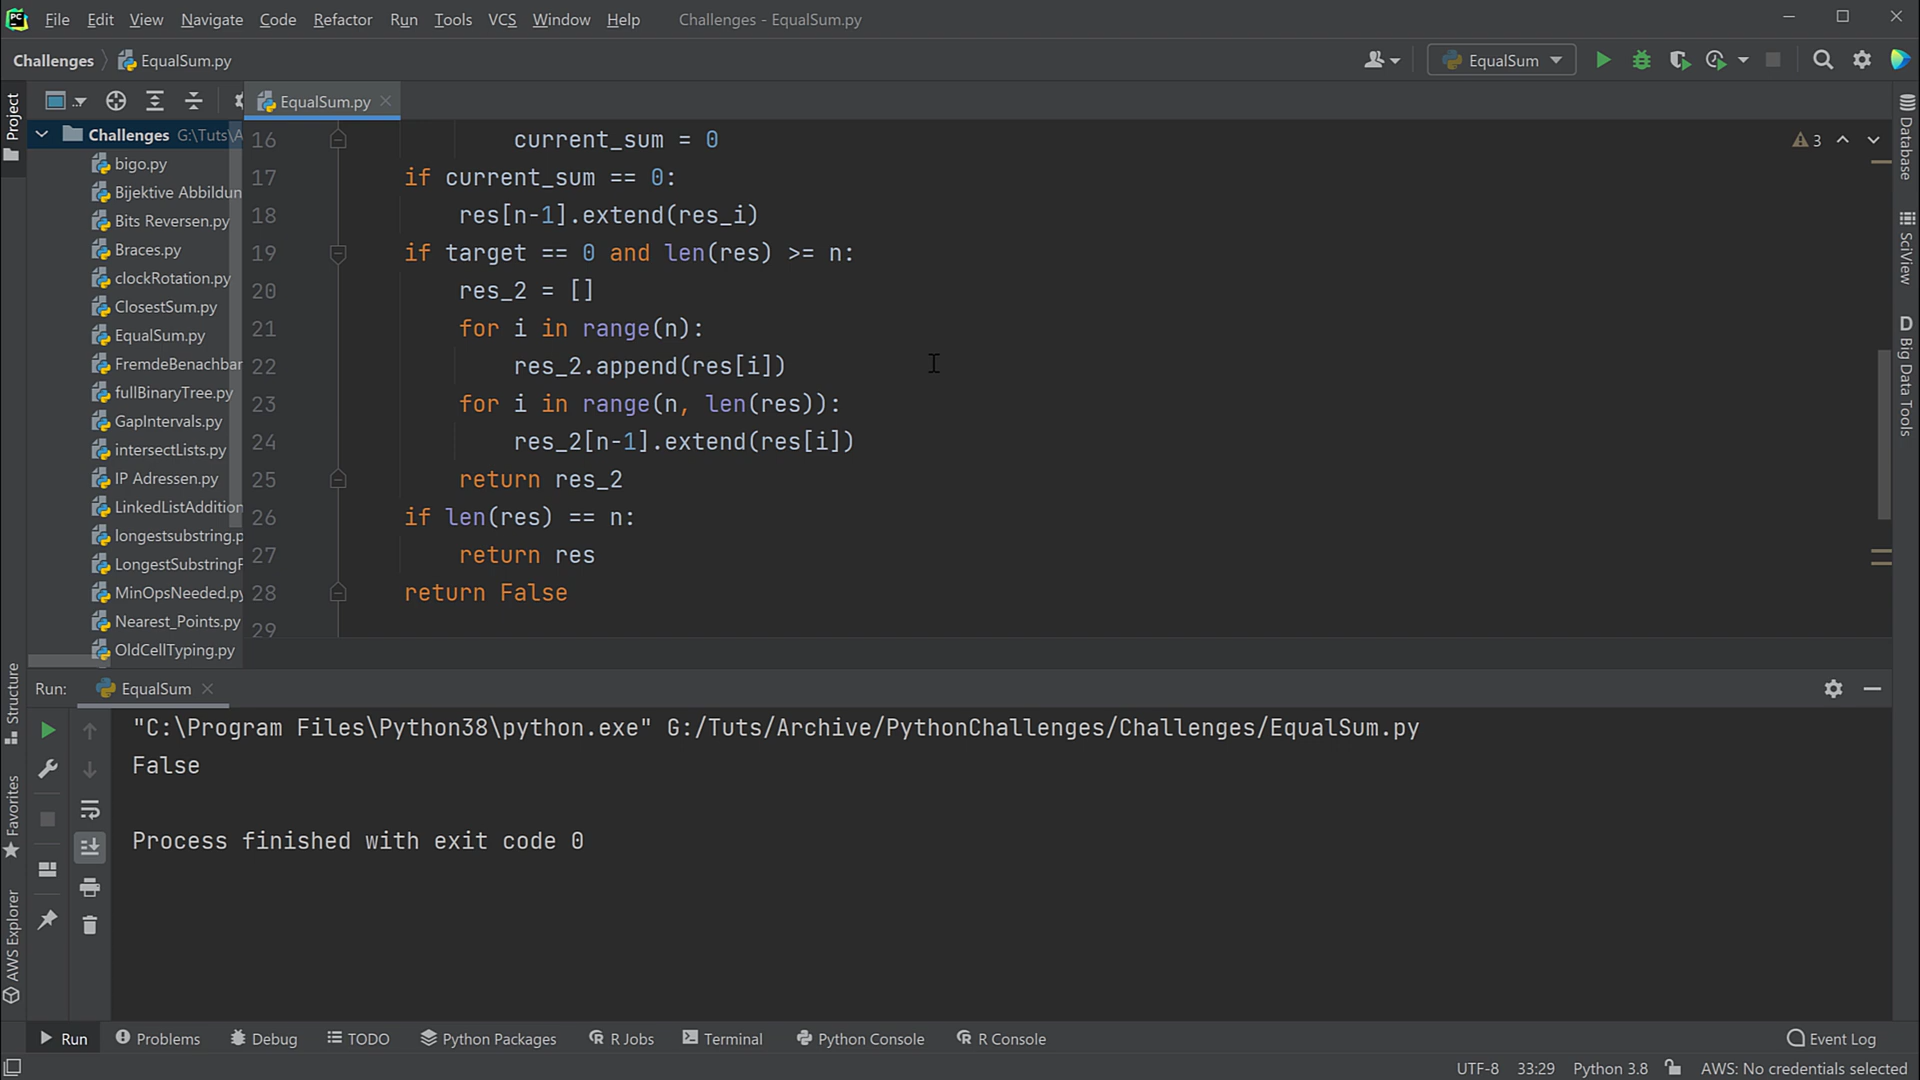 File Edit View Navigate Code Refactor Run Tools VCS Window Help Challenges - EqualSum.py
Challenges EqualSum.py EqualSum
Project
EqualSum.py
Challenges G:\Tuts\A
bigo.py
Bijektive Abbildun
Bits Reversen.py
Braces.py
clockRotation.py
ClosestSum.py
EqualSum.py
FremdeBenachbar
fullBinaryTree.py
GapIntervals.py
intersectLists.py
IP Adressen.py
LinkedListAddition
longestsubstring.p
LongestSubstringF
MinOpsNeeded.py
Nearest_Points.py
OldCellTyping.py
16 current_sum = 0
17 if current_sum == 0:
18 res[n-1].extend(res_i)
19 if target == 0 and len(res) >= n:
20 res_2 = []
21 for i in range(n):
22 res_2.append(res[i])
23 for i in range(n, len(res)):
24 res_2[n-1].extend(res[i])
25 return res_2
26 if len(res) == n:
27 return res
28 return False
29
3
Database
SciView
D Big Data Tools
Structure
Favorites
AWS Explorer
Run: EqualSum
"C:\Program Files\Python38\python.exe" G:/Tuts/Archive/PythonChallenges/Challenges/EqualSum.py
False
Process finished with exit code 0
Run Problems Debug TODO Python Packages R Jobs Terminal Python Console R Console Event Log
UTF-8 33:29 Python 3.8 AWS: No credentials selected